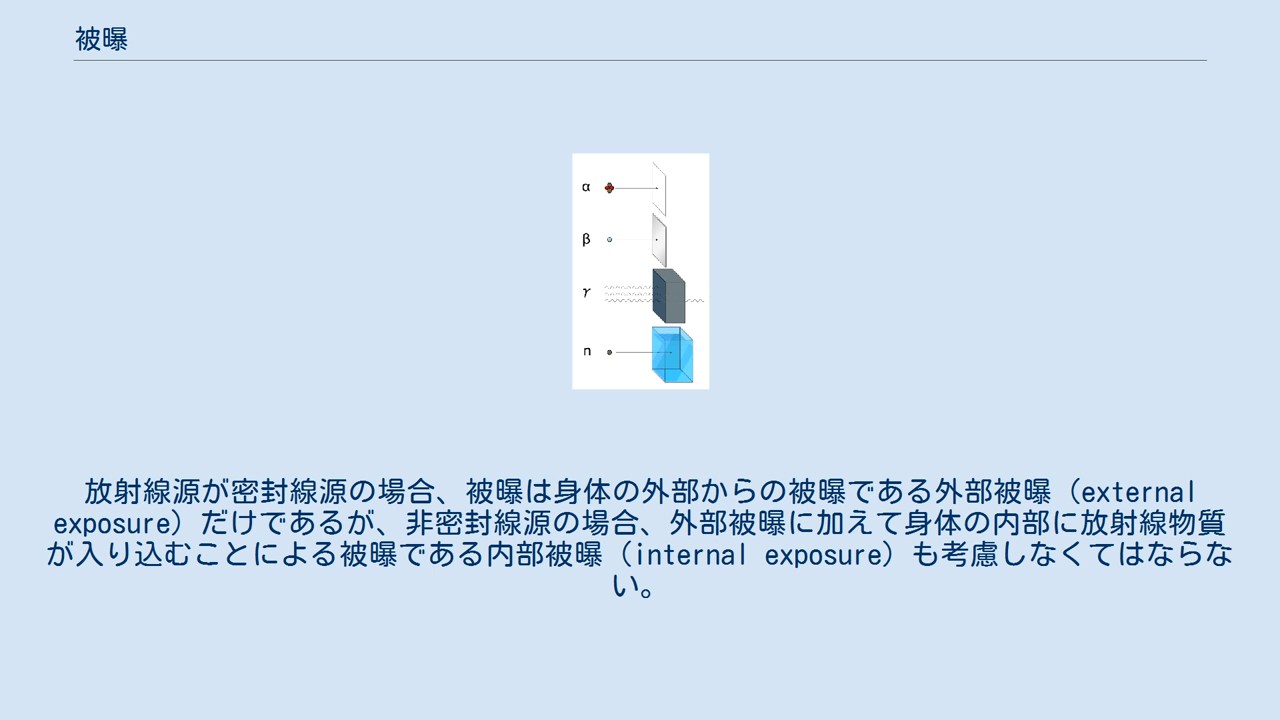 被曝
α
β
γ
n
放射線源が密封線源の場合、被曝は身体の外部からの被曝である外部被曝（external
exposure）だけであるが、非密封線源の場合、外部被曝に加えて身体の内部に放射線物質
が入り込むことによる被曝である内部被曝（internal exposure）も考慮しなくてはならな
い。